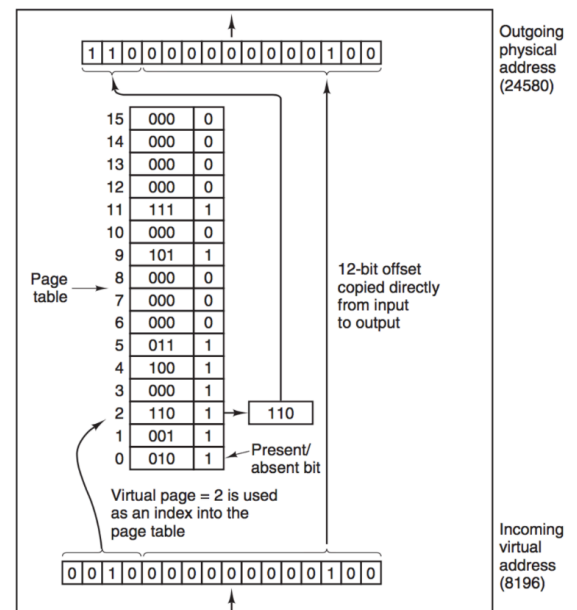 Outgoing
physical
address
(24580)
1 1 0 0 0 0 0 0 0 0 0 0 1 0 0
15 000 0
14 000 0
13 000 0
12 000 0
11 111 1
10 000 0
9 101 1
8 000 0
7 000 0
6 000 0
5 011 1
4 100 1
3 000 1
2 110 1
1 001 1
0 010 1
Page
table
110
12-bit offset
copied directly
from input
to output
Present/
absent bit
Virtual page = 2 is used
as an index into the
page table
0 0 1 0 0 0 0 0 0 0 0 0 0 1 0 0
Incoming
virtual
address
(8196)